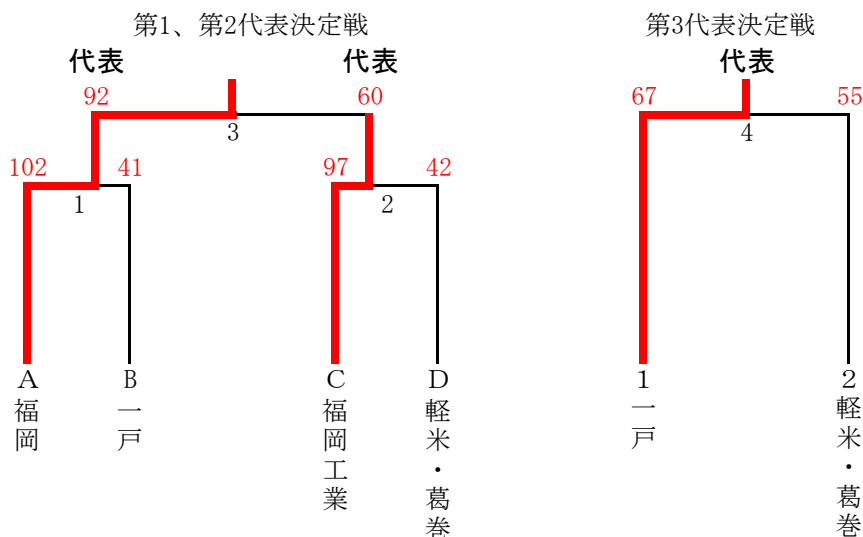 第1、第2代表決定戦
第3代表決定戦
代表
代表
代表
92
60
67
55
3
4
102
41
97
42
1
2
A
B
C
D
1
2
福岡
一戸
福岡工業
軽米・葛巻
一戸
軽米・葛巻